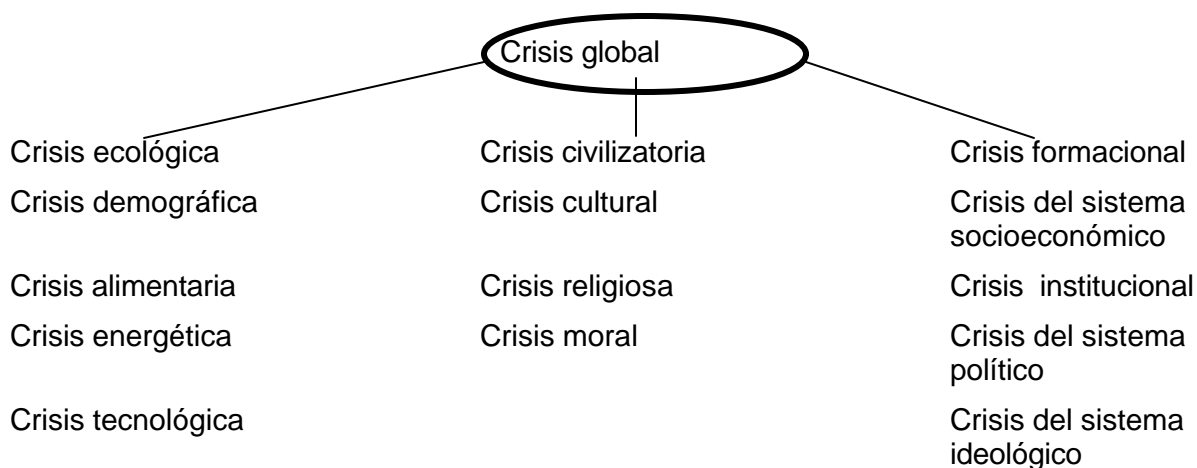 Crisis global
Crisis ecológica
Crisis civilizatoria
Crisis formacional
Crisis demográfica
Crisis cultural
Crisis del sistema
socioeconómico
Crisis alimentaria
Crisis religiosa
Crisis institucional
Crisis energética
Crisis moral
Crisis del sistema
político
Crisis tecnológica
Crisis del sistema
ideológico